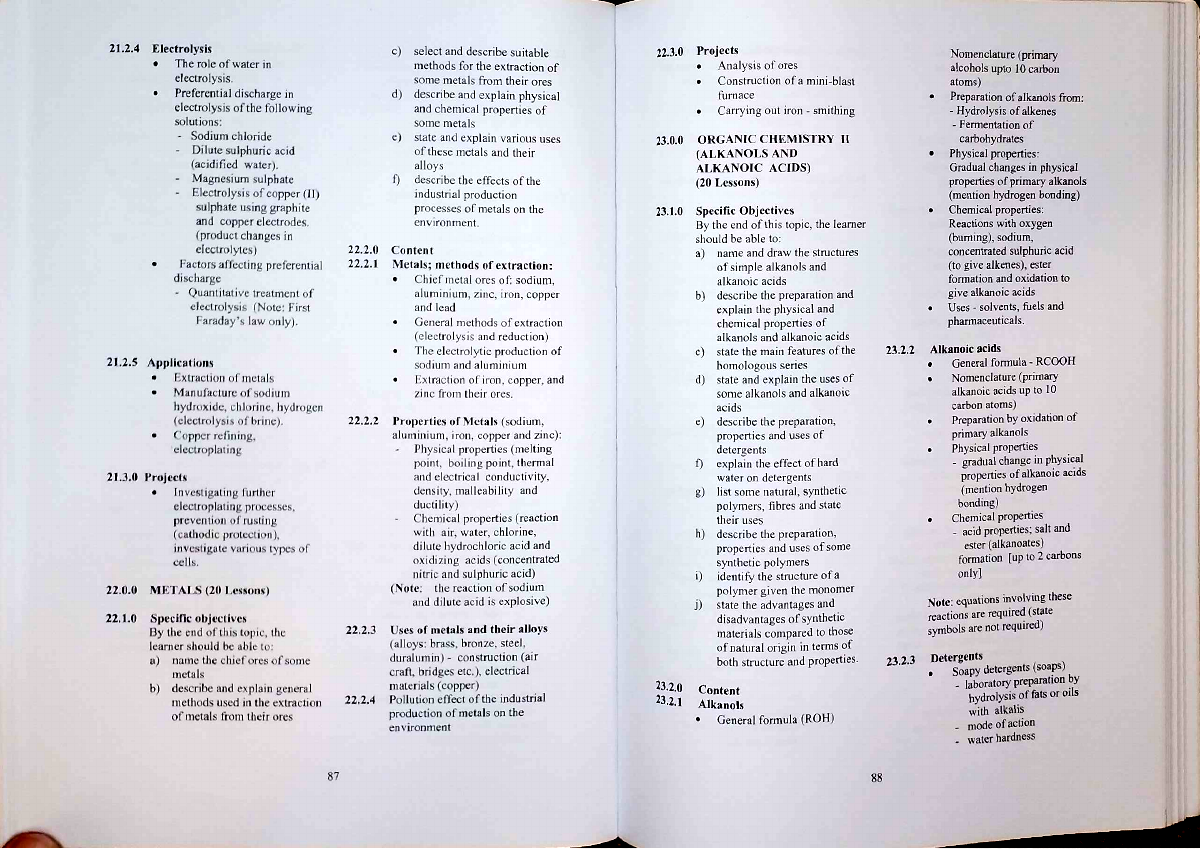 21.2.4 Electrolysis
• The role of water in
electrolysis.
• Preferential discharge in
electrolysis of the following
solutions:
- Sodium chloride
- Dilute sulphuric acid
(acidified water).
- Magnesium sulphate
- Electrolysis of copper (II)
sulphate using graphite
and copper electrodes.
(product changes in
electrolytes)
• Factors affecting preferential
discharge
- Quantitative treatment of
electrolysis (Note: First
Faraday's law only).
21.2.5 Applications
• Extraction of metals
• Manufacture of sodium
hydroxide, chlorine, hydrogen
(electrolysis of brine).
• Copper refining,
electroplating
21.3.0 Projects
• Investigating further
electroplating processes,
prevention of rusting
(cathodic protection),
investigate various types of
cells.
22.0.0 METALS (20 Lessons)
22.1.0 Specific objectives
By the end of this topic, the
learner should be able to:
a) name the chief ores of some
metals
b) describe and explain general
methods used in the extraction
of metals from their ores
c) select and describe suitable
methods for the extraction of
some metals from their ores
d) describe and explain physical
and chemical properties of
some metals
e) state and explain various uses
of these metals and their
alloys
f) describe the effects of the
industrial production
processes of metals on the
environment.
22.2.0 Content
22.2.1 Metals; methods of extraction:
• Chief metal ores of: sodium,
aluminium, zinc, iron, copper
and lead
• General methods of extraction
(electrolysis and reduction)
• The electrolytic production of
sodium and aluminium
• Extraction of iron, copper, and
zinc from their ores.
22.2.2 Properties of Metals (sodium,
aluminium, iron, copper and zinc):
- Physical properties (melting
point, boiling point, thermal
and electrical conductivity,
density, malleability and
ductility)
- Chemical properties (reaction
with air, water, chlorine,
dilute hydrochloric acid and
oxidizing acids (concentrated
nitric and sulphuric acid)
(Note: the reaction of sodium
and dilute acid is explosive)
22.2.3 Uses of metals and their alloys
(alloys: brass, bronze, steel,
duralumin) - construction (air
craft, bridges etc.), electrical
materials (copper)
22.2.4 Pollution effect of the industrial
production of metals on the
environment
87
22.3.0 Projects
• Analysis of ores
• Construction of a mini-blast
furnace
• Carrying out iron - smithing
23.0.0 ORGANIC CHEMISTRY II
(ALKANOLS AND
ALKANOIC ACIDS)
(20 Lessons)
23.1.0 Specific Objectives
By the end of this topic, the learner
should be able to:
a) name and draw the structures
of simple alkanols and
alkanoic acids
b) describe the preparation and
explain the physical and
chemical properties of
alkanols and alkanoic acids
c) state the main features of the
homologous series
d) state and explain the uses of
some alkanols and alkanoic
acids
e) describe the preparation,
properties and uses of
detergents
f) explain the effect of hard
water on detergents
g) list some natural, synthetic
polymers, fibres and state
their uses
h) describe the preparation,
properties and uses of some
synthetic polymers
i) identify the structure of a
polymer given the monomer
j) state the advantages and
disadvantages of synthetic
materials compared to those
of natural origin in terms of
both structure and properties.
23.2.0 Content
23.2.1 Alkanols
• General formula (ROH)
Nomenclature (primary
alcohols upto 10 carbon
atoms)
• Preparation of alkanols from:
- Hydrolysis of alkenes
- Fermentation of
carbohydrates
• Physical properties:
Gradual changes in physical
properties of primary alkanols
(mention hydrogen bonding)
• Chemical properties:
Reactions with oxygen
(burning), sodium,
concentrated sulphuric acid
(to give alkenes), ester
formation and oxidation to
give alkanoic acids
• Uses - solvents, fuels and
pharmaceuticals.
23.2.2 Alkanoic acids
• General formula - RCOOH
• Nomenclature (primary
alkanoic acids up to 10
carbon atoms)
• Preparation by oxidation of
primary alkanols
• Physical properties
- gradual change in physical
properties of alkanoic acids
(mention hydrogen
bonding)
• Chemical properties
- acid properties; salt and
ester (alkanoates)
formation [up to 2 carbons
only]
Note: equations involving these
reactions are required (state
symbols are not required)
23.2.3 Detergents
• Soapy detergents (soaps)
- laboratory preparation by
hydrolysis of fats or oils
with alkalis
- mode of action
- water hardness
88